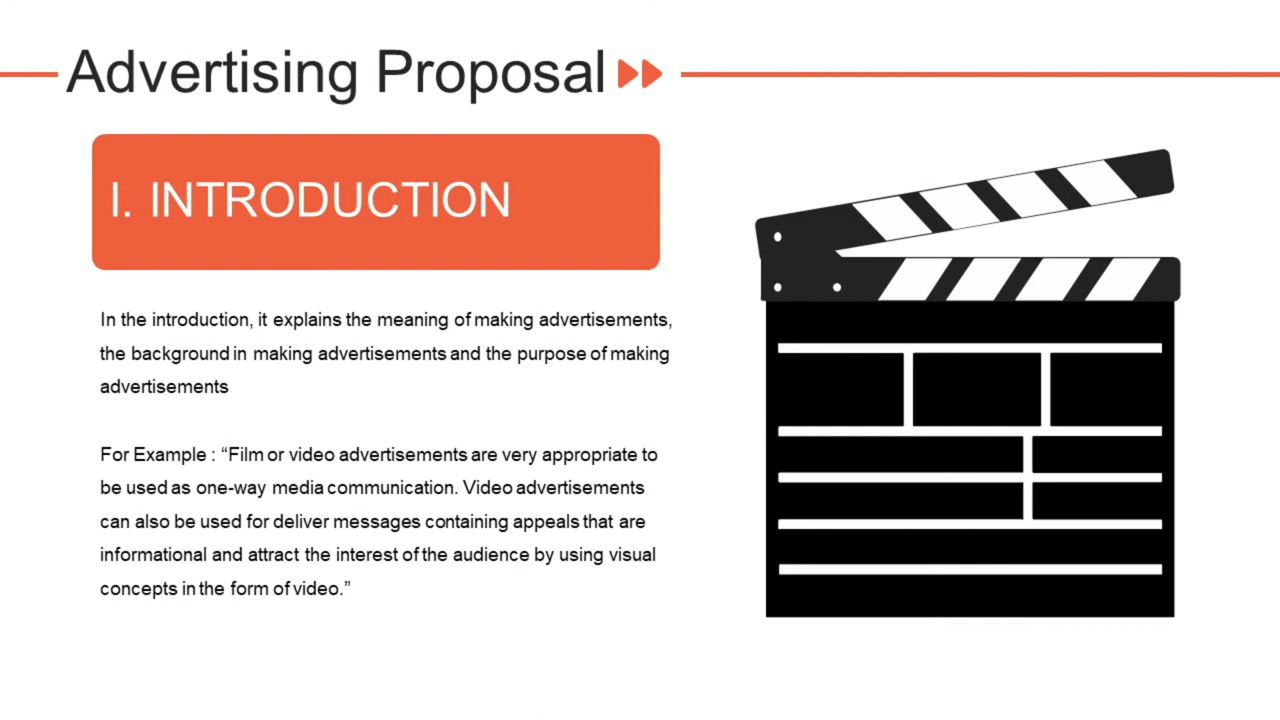 Advertising Proposal
I. INTRODUCTION
In the introduction, it explains the meaning of making advertisements,
the background in making advertisements and the purpose of making
advertisements
For Example : “Film or video advertisements are very appropriate to
be used as one-way media communication. Video advertisements
can also be used for deliver messages containing appeals that are
informational and attract the interest of the audience by using visual
concepts in the form of video.”